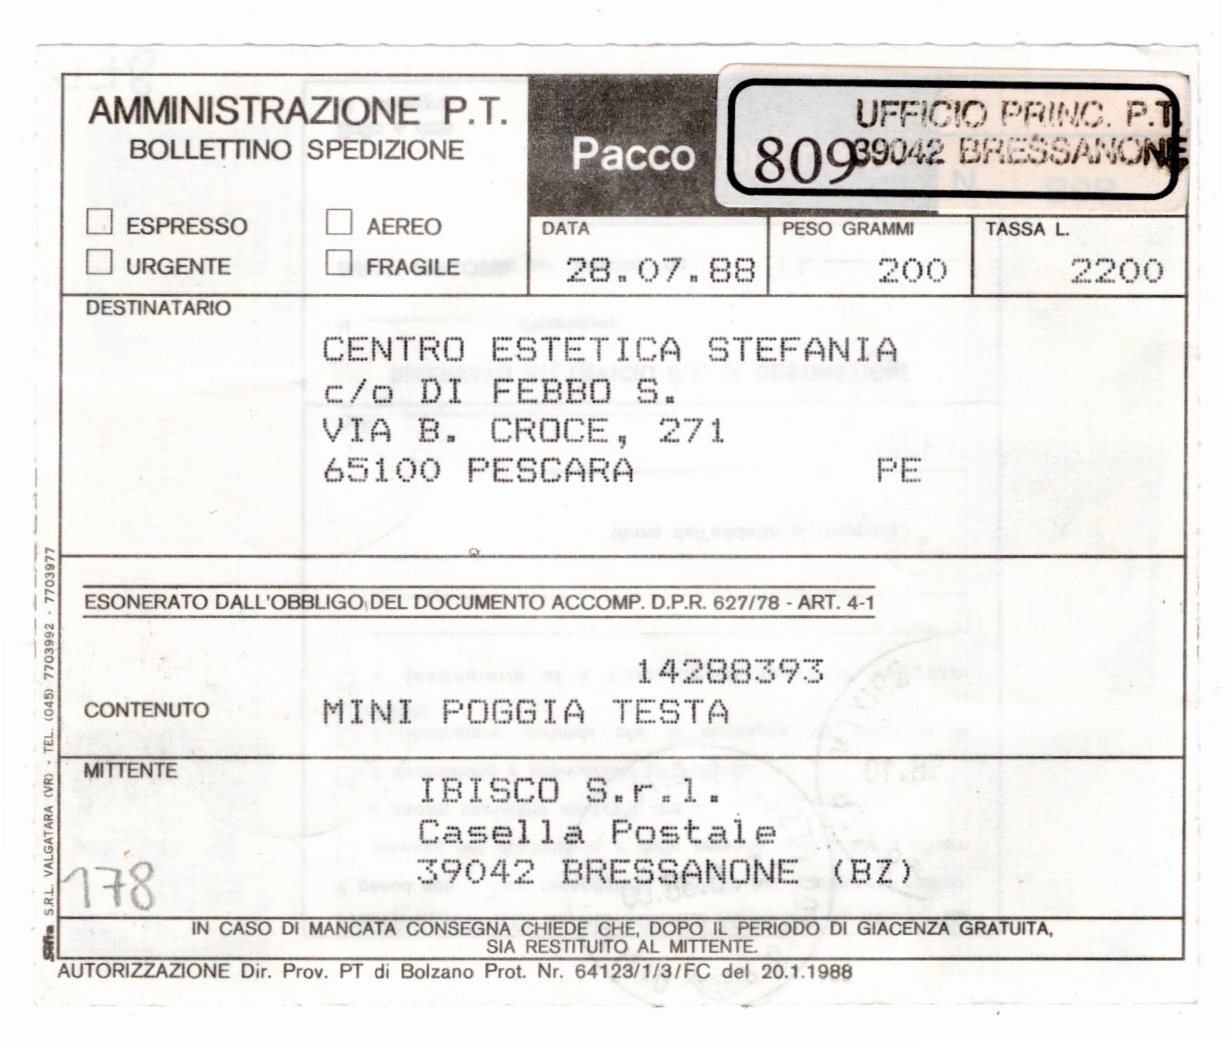 AMMINISTRAZIONE P.T.
BOLLETTINO SPEDIZIONE
ESPRESSO
AEREO
URGENTE
FRAGILE
Pacco
809
UFFICIO PRINC. P.T.
39042 BRESSANONE
DATA
28.07.88
PESO GRAMMI
200
TASSA L.
2200
DESTINATARIO
CENTRO ESTETICA STEFANIA
c/o DI FEBBO S.
VIA B. CROCE, 271
65100 PESCARA PE
ESONERATO DALL'OBBLIGO DEL DOCUMENTO ACCOMP. D.P.R. 627/78 - ART. 4-1
14288393
CONTENUTO MINI POGGIA TESTA
MITTENTE
IBISCO S.r.l.
Casella Postale
39042 BRESSANONE (BZ)
178
IN CASO DI MANCATA CONSEGNA CHIEDE CHE, DOPO IL PERIODO DI GIACENZA GRATUITA,
SIA RESTITUITO AL MITTENTE.
AUTORIZZAZIONE Dir. Prov. PT di Bolzano Prot. Nr. 64123/1/3/FC del 20.1.1988
S.R.L. VALGATARA (VR) - TEL. (045) 7703992 - 7703977